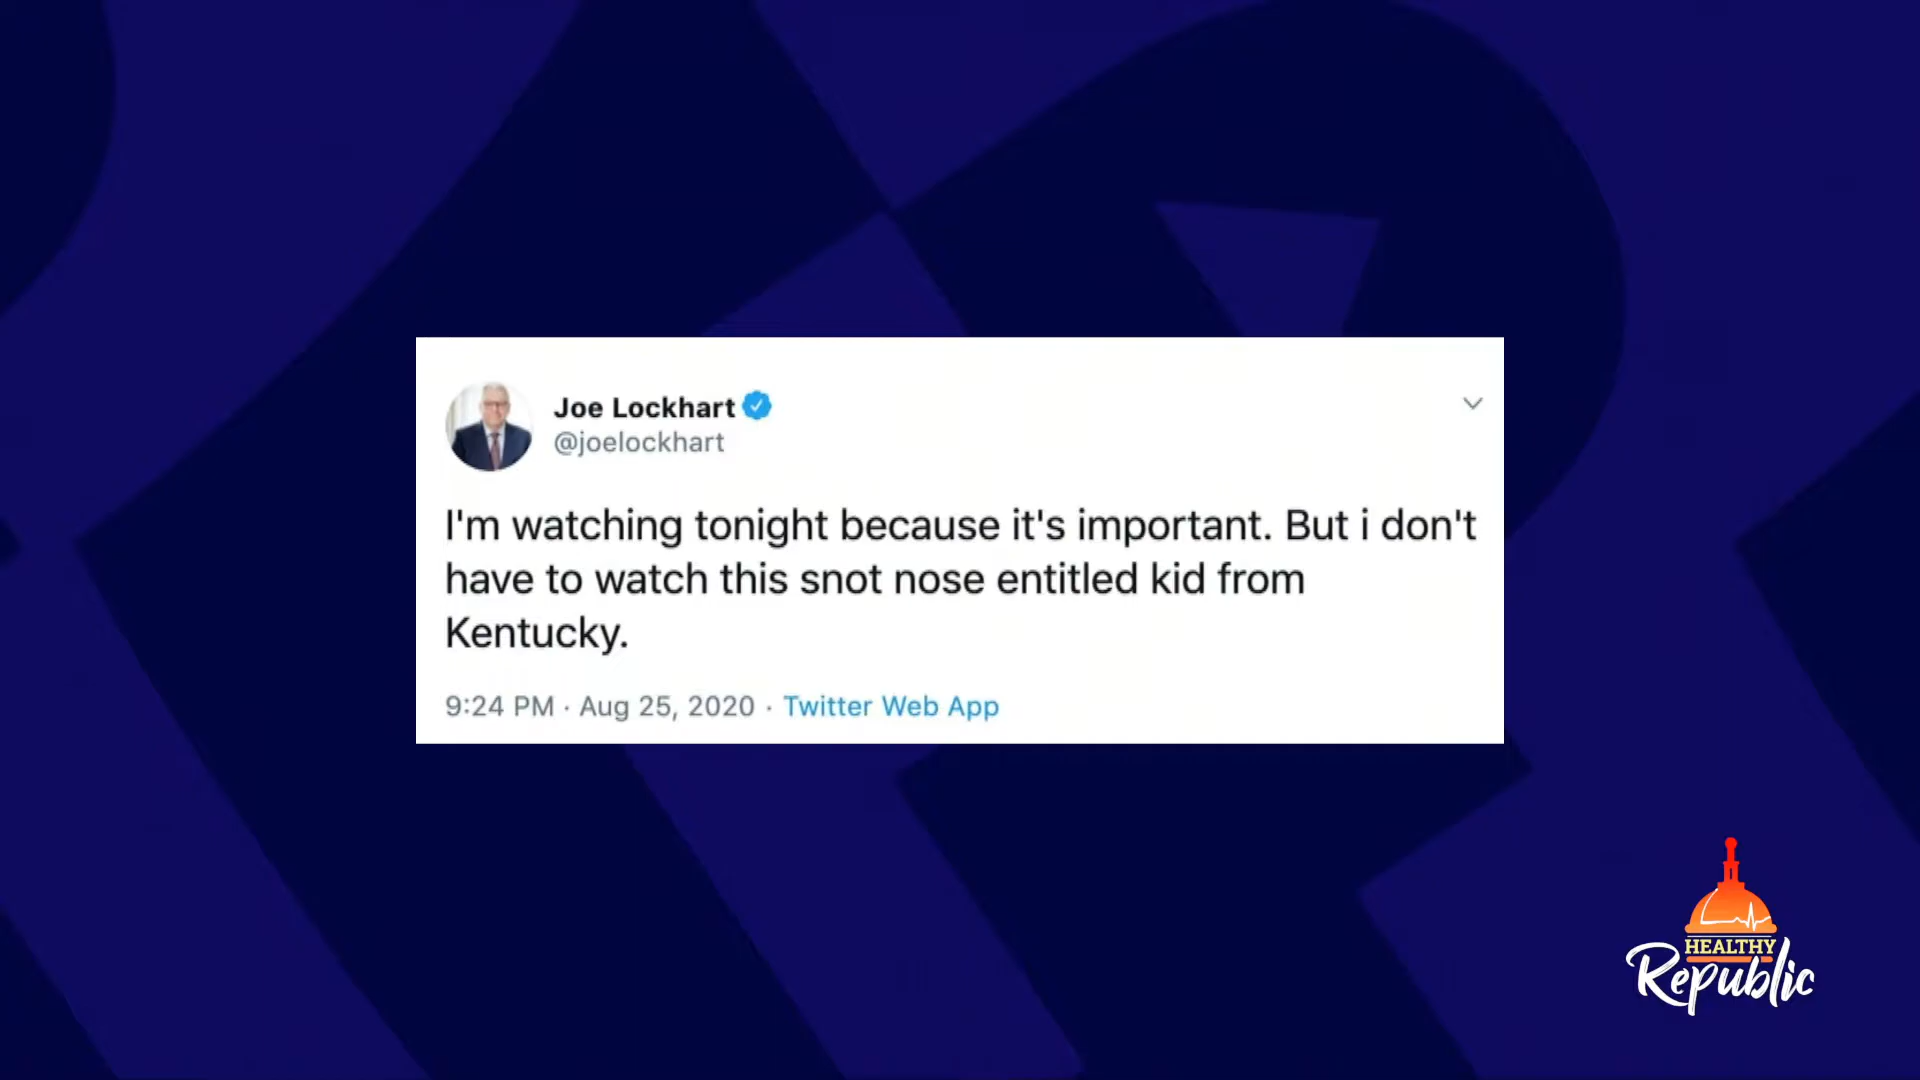 Joe Lockhart
@joelockhart
I'm watching tonight because it's important. But i don't
have to watch this snot nose entitled kid from
Kentucky.
9:24 PM · Aug 25, 2020 · Twitter Web App
HEALTHY
Republic